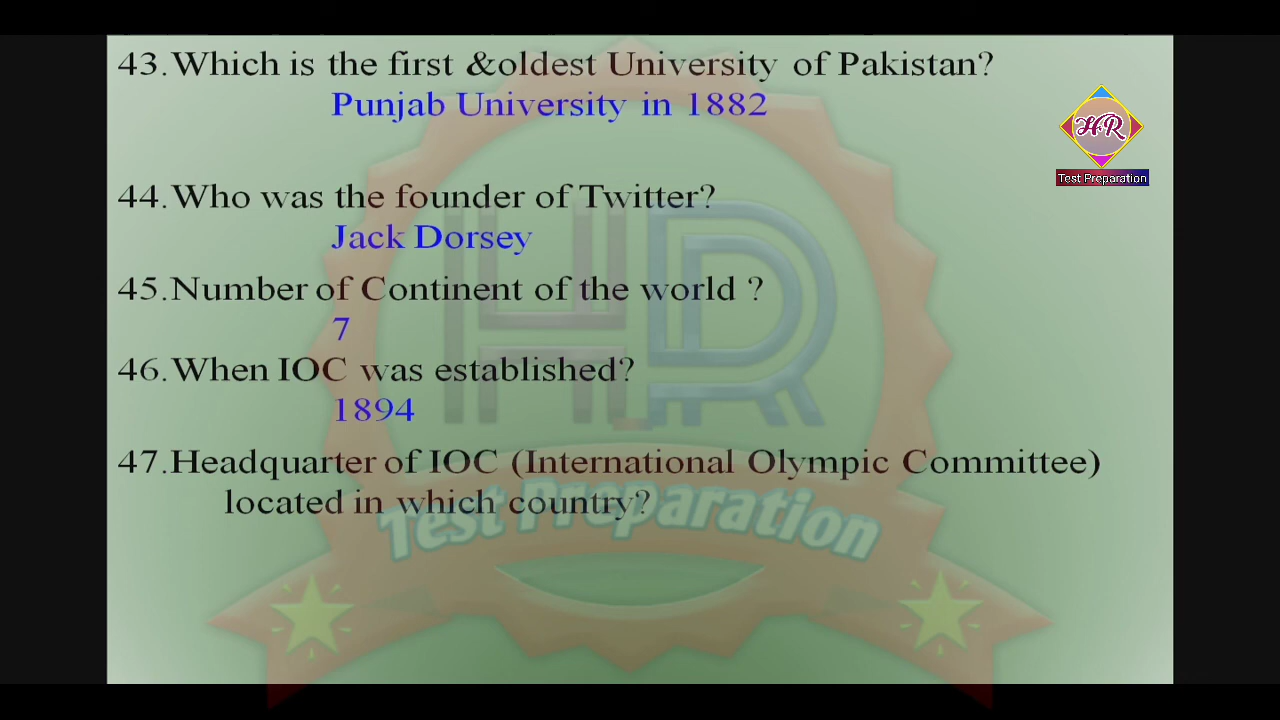 43.Which is the first &oldest University of Pakistan?
Punjab University in 1882
HR
Test Preparation
44.Who was the founder of Twitter?
Jack Dorsey
45.Number of Continent of the world ?
7
46.When IOC was established?
1894
47.Headquarter of IOC (International Olympic Committee)
located in which country?
HR
Test Preparation